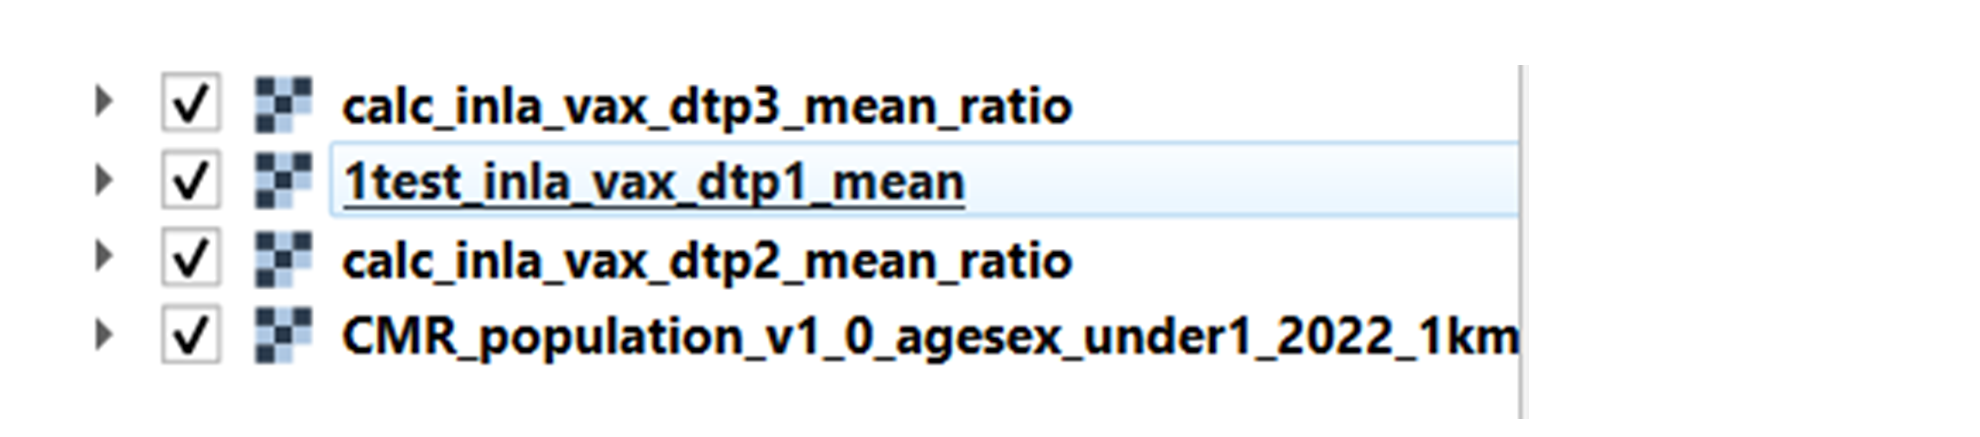 calc_inla_vax_dtp3_mean_ratio
1test_inla_vax_dtp1_mean
calc_inla_vax_dtp2_mean_ratio
CMR_population_v1_0_agesex_under1_2022_1km